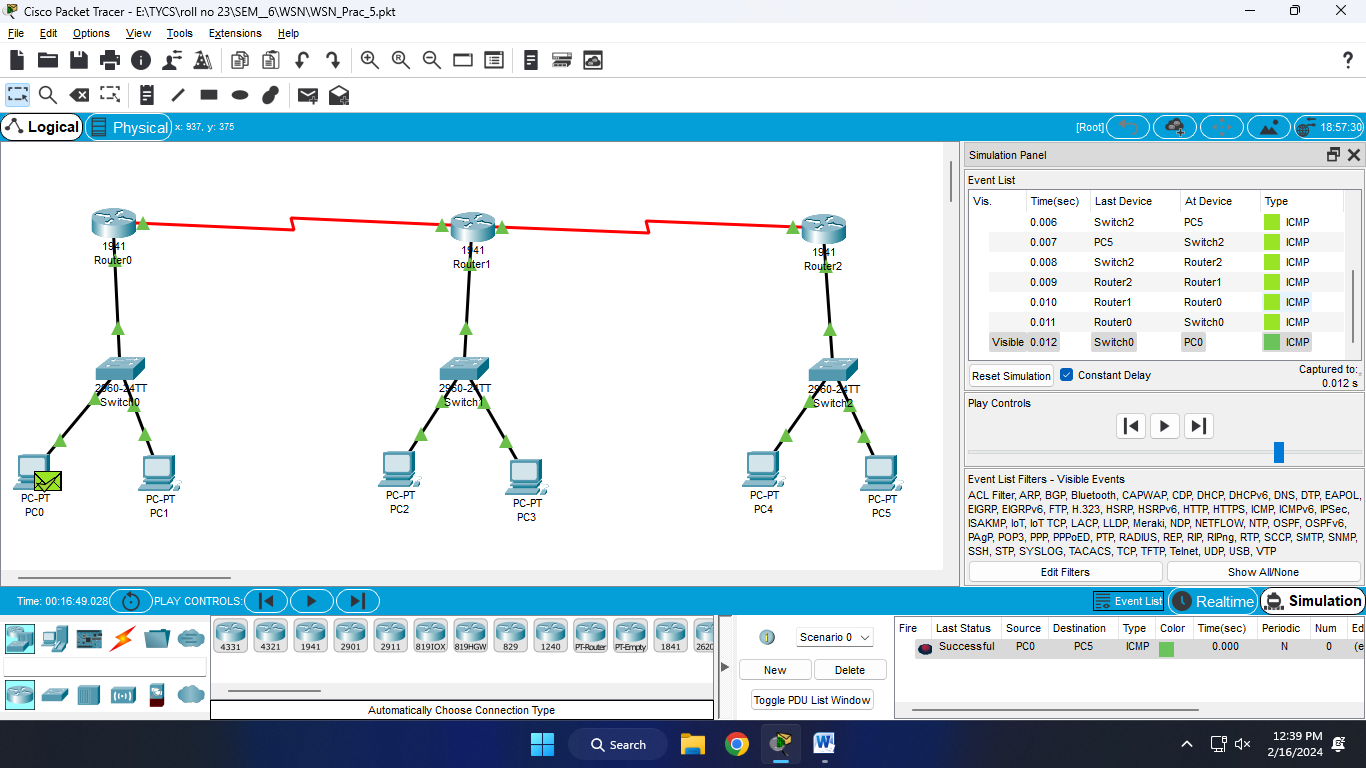 Cisco Packet Tracer - E:\TYCS\roll no 23\SEM__6\WSN\WSN_Prac_5.pkt
File Edit Options View Tools Extensions Help
?
Logical Physical x: 937, y: 375 [Root] 18:57:30
1941
Router0
1941
Router1
1941
Router2
2960-24TT
Switch0
2960-24TT
Switch1
2960-24TT
Switch2
PC-PT
PC0
PC-PT
PC1
PC-PT
PC2
PC-PT
PC3
PC-PT
PC4
PC-PT
PC5
Simulation Panel
Event List
Vis. Time(sec) Last Device At Device Type
0.006 Switch2 PC5 ICMP
0.007 PC5 Switch2 ICMP
0.008 Switch2 Router2 ICMP
0.009 Router2 Router1 ICMP
0.010 Router1 Router0 ICMP
0.011 Router0 Switch0 ICMP
Visible 0.012 Switch0 PC0 ICMP
Reset Simulation Constant Delay Captured to:
0.012 s
Play Controls
Event List Filters - Visible Events
ACL Filter, ARP, BGP, Bluetooth, CAPWAP, CDP, DHCP, DHCPv6, DNS, DTP, EAPOL,
EIGRP, EIGRPv6, FTP, H.323, HSRP, HSRPv6, HTTP, HTTPS, ICMP, ICMPv6, IPSec,
ISAKMP, IoT, IoT TCP, LACP, LLDP, Meraki, NDP, NETFLOW, NTP, OSPF, OSPFv6,
PAgP, POP3, PPP, PPPoED, PTP, RADIUS, REP, RIP, RIPng, RTP, SCCP, SMTP, SNMP,
SSH, STP, SYSLOG, TACACS, TCP, TFTP, Telnet, UDP, USB, VTP
Edit Filters Show All/None
Time: 00:16:49.028 PLAY CONTROLS: Event List Realtime Simulation
4331 4321 1941 2901 2911 819IOX 819HGW 829 1240 PT-Router PT-Empty 1841 2620
Automatically Choose Connection Type
Scenario 0
New Delete
Toggle PDU List Window
Fire Last Status Source Destination Type Color Time(sec) Periodic Num Edi
Successful PC0 PC5 ICMP 0.000 N 0 (e
Search
12:39 PM
2/16/2024